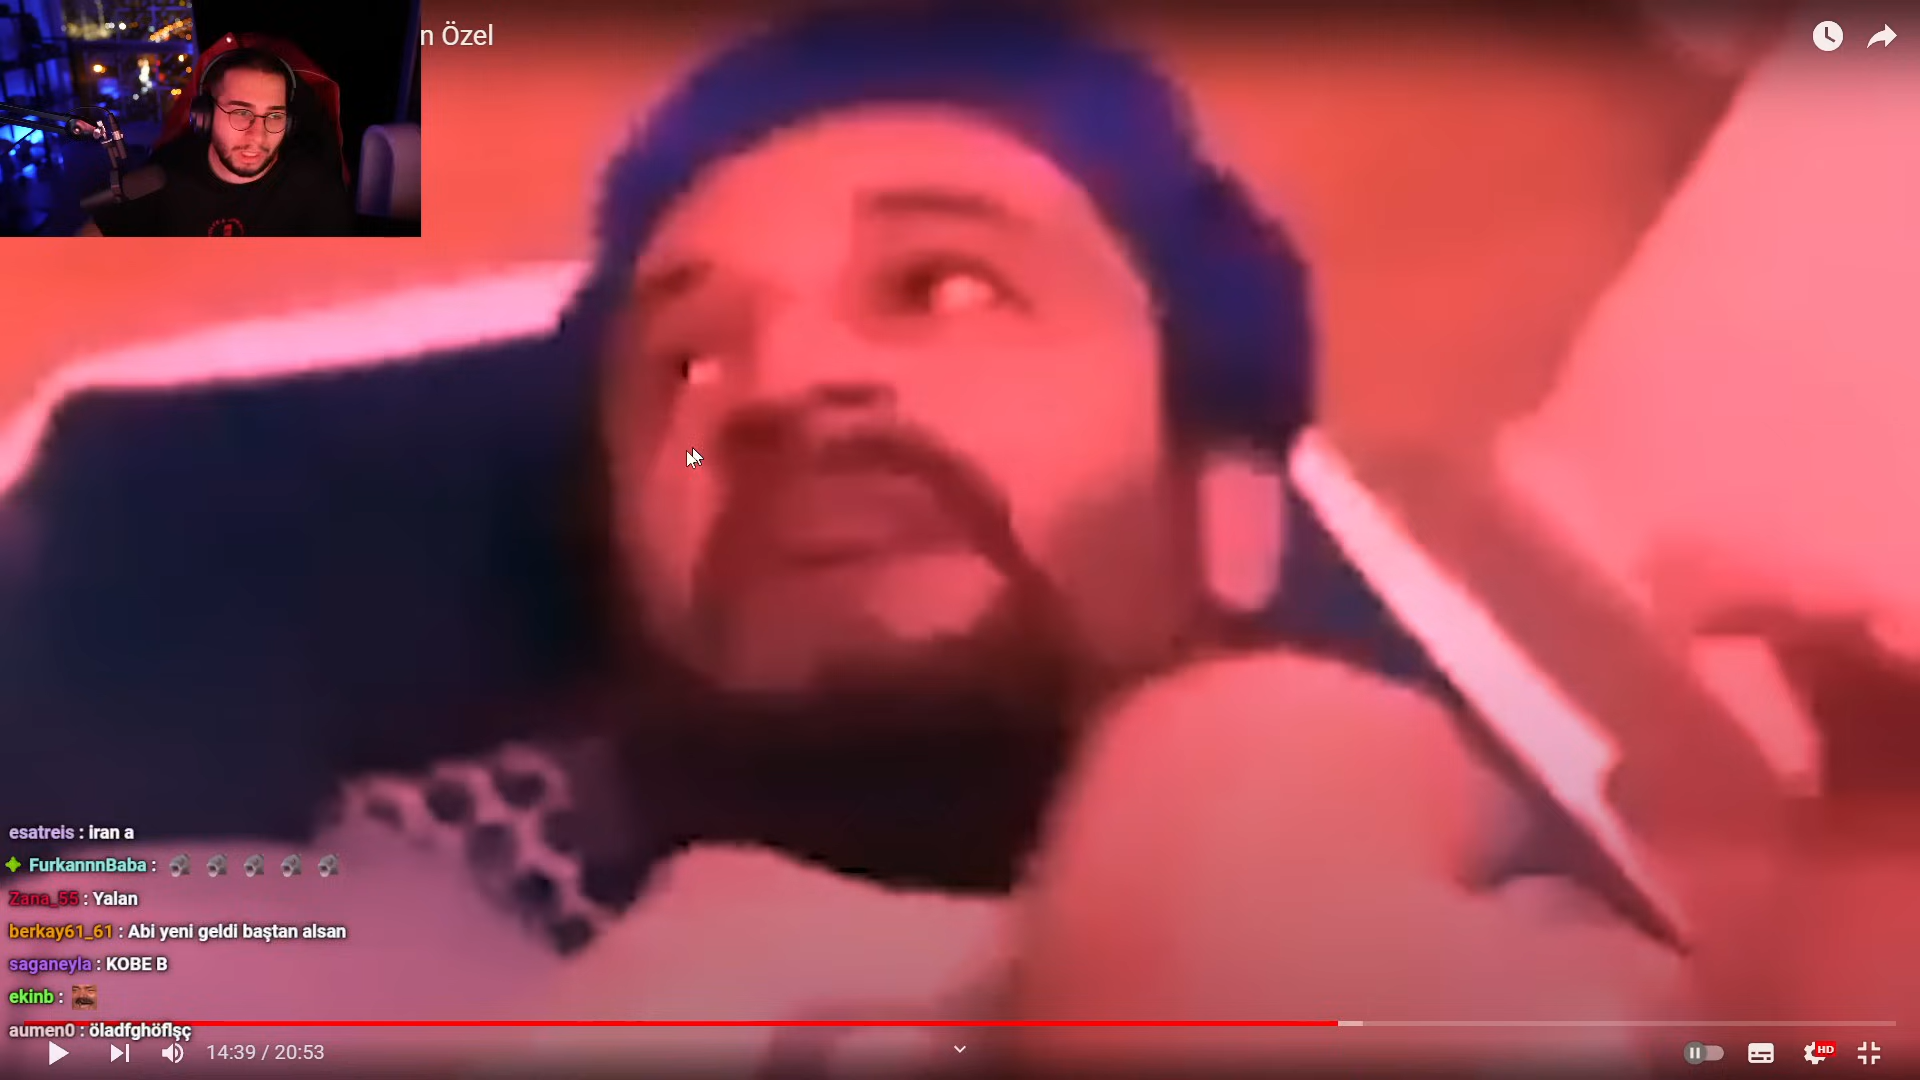 n Özel
esatreis : iran a
FurkannnBaba :
Zana_55 : Yalan
berkay61_61 : Abi yeni geldi baştan alsan
saganeyla : KOBE B
ekinb :
aumen0 : öladfghöflşç
14:39 / 20:53
HD